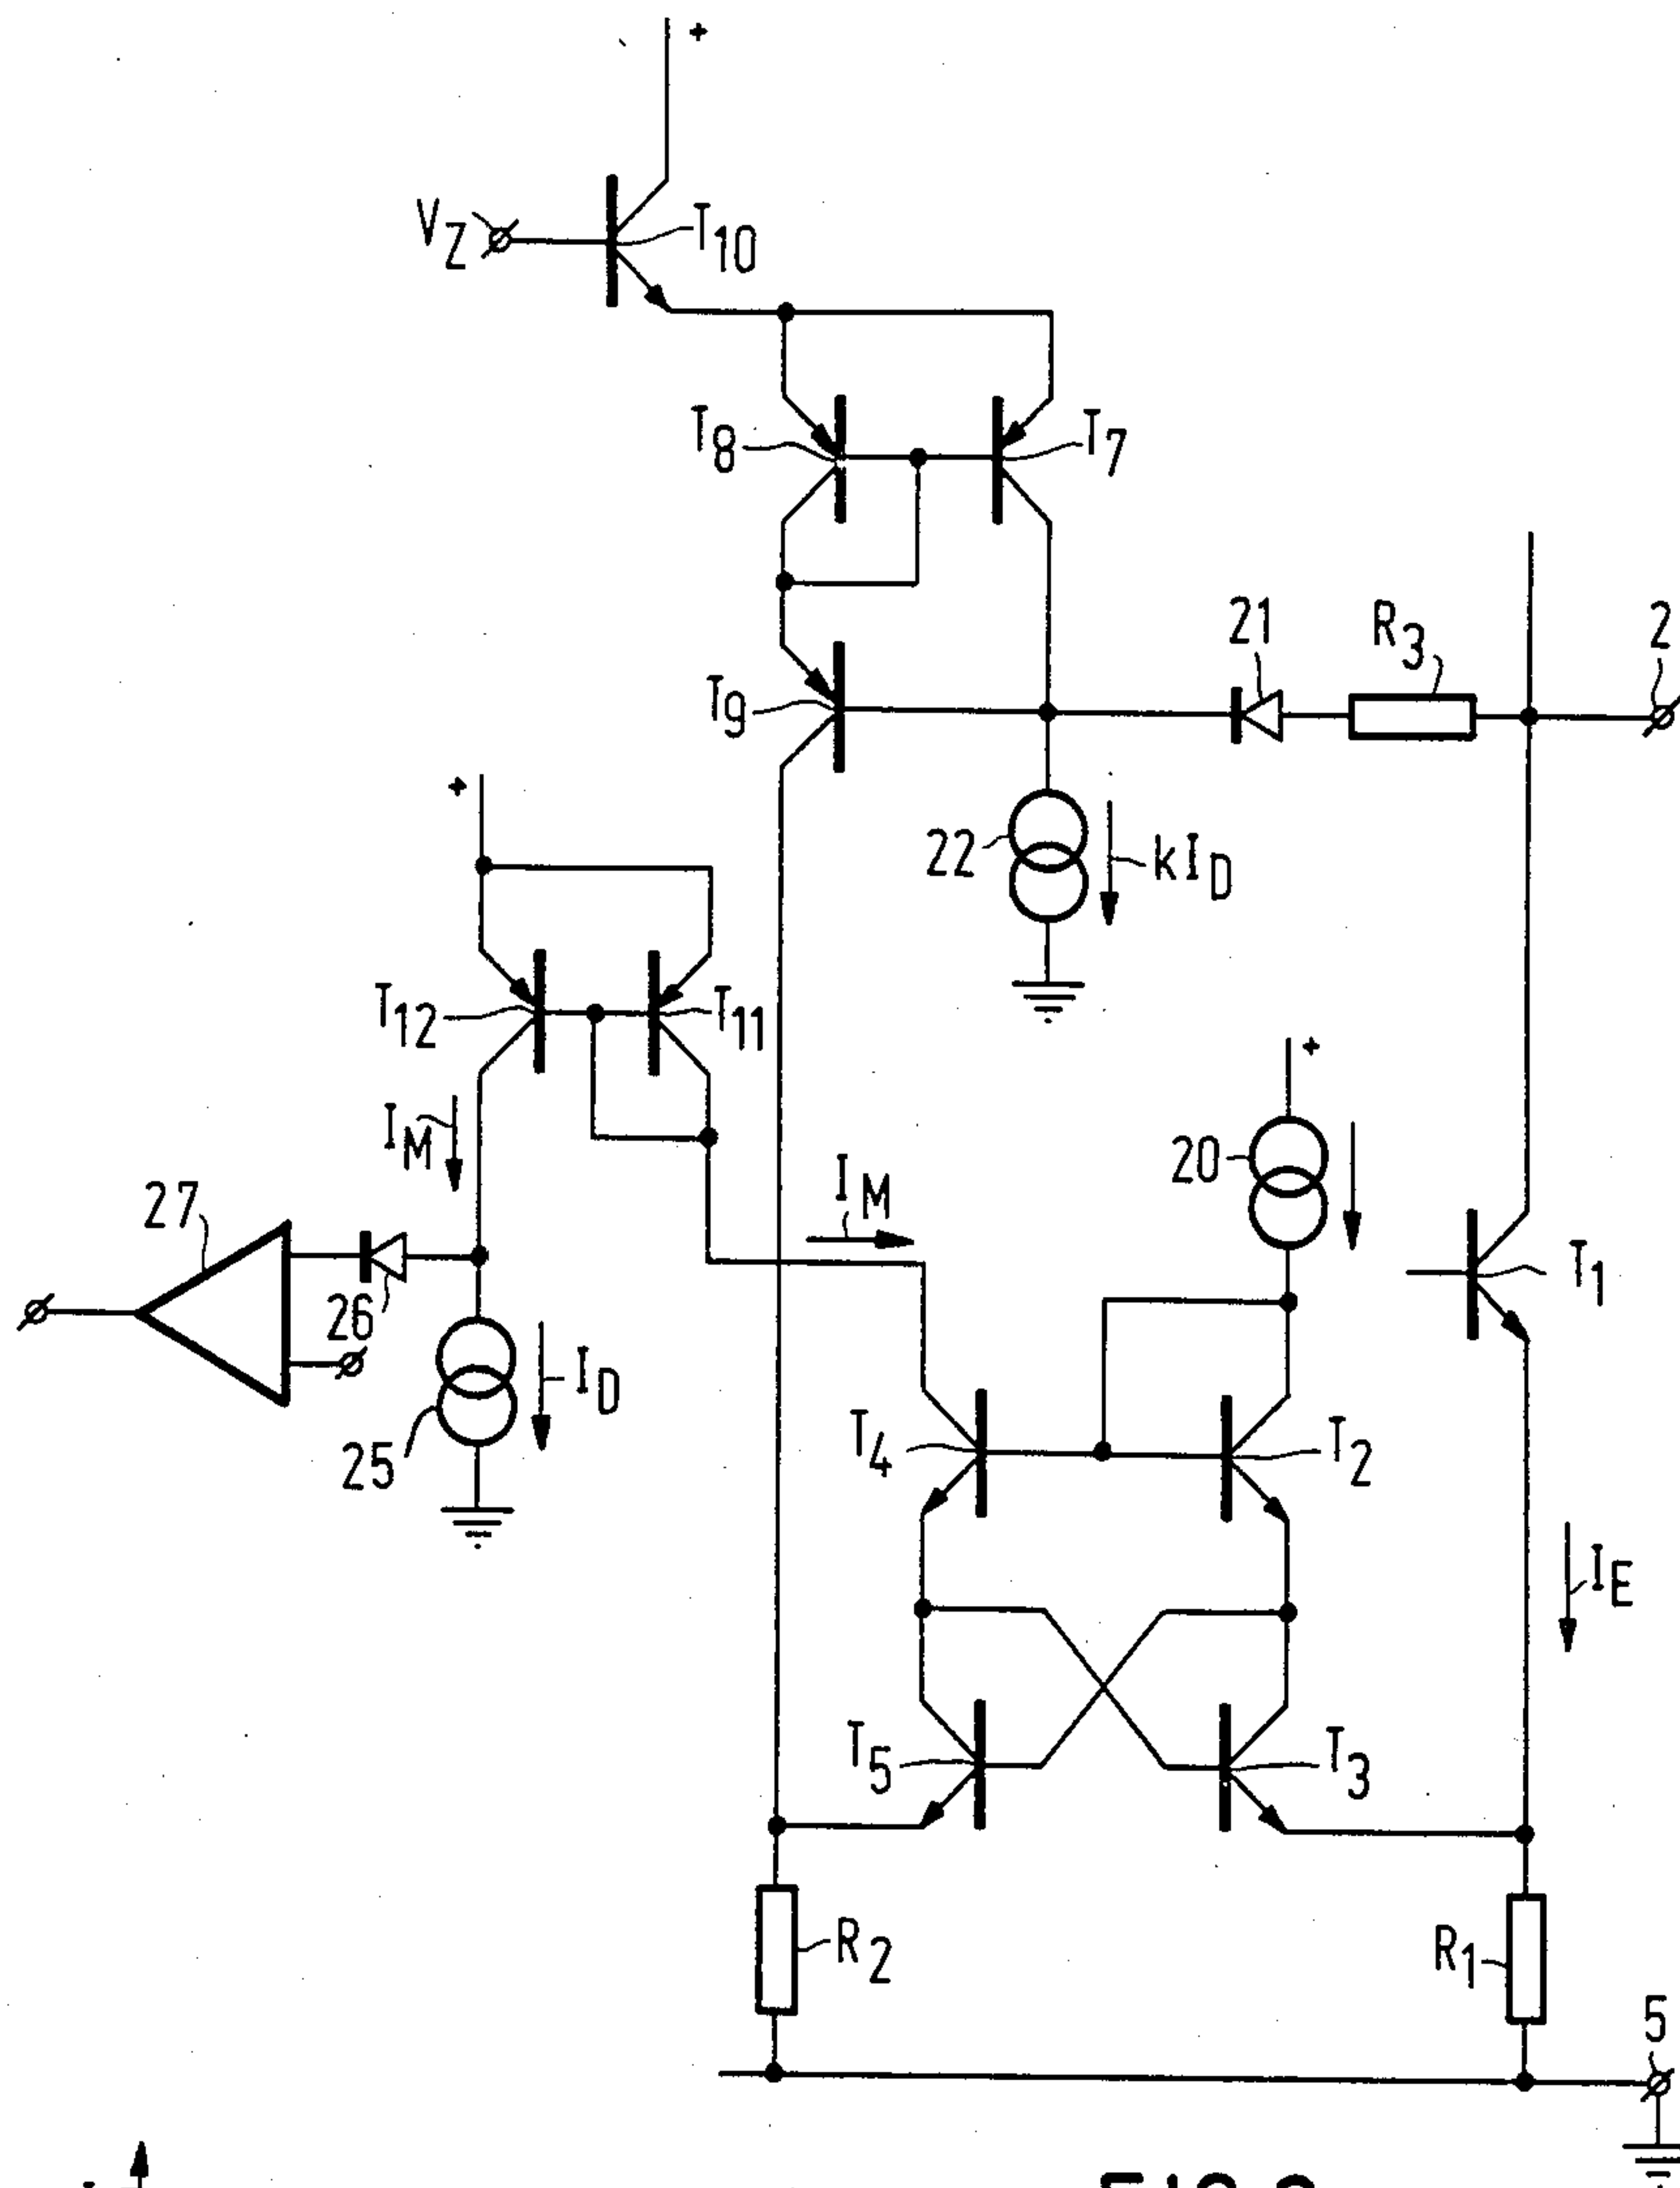 +
VZ
T10
T8
T7
21
R3
2
T9
+
22
kID
T12
T11
+
IM
20
27
IM
26
T1
ID
25
T4
T2
IE
T5
T3
R2
R1
5